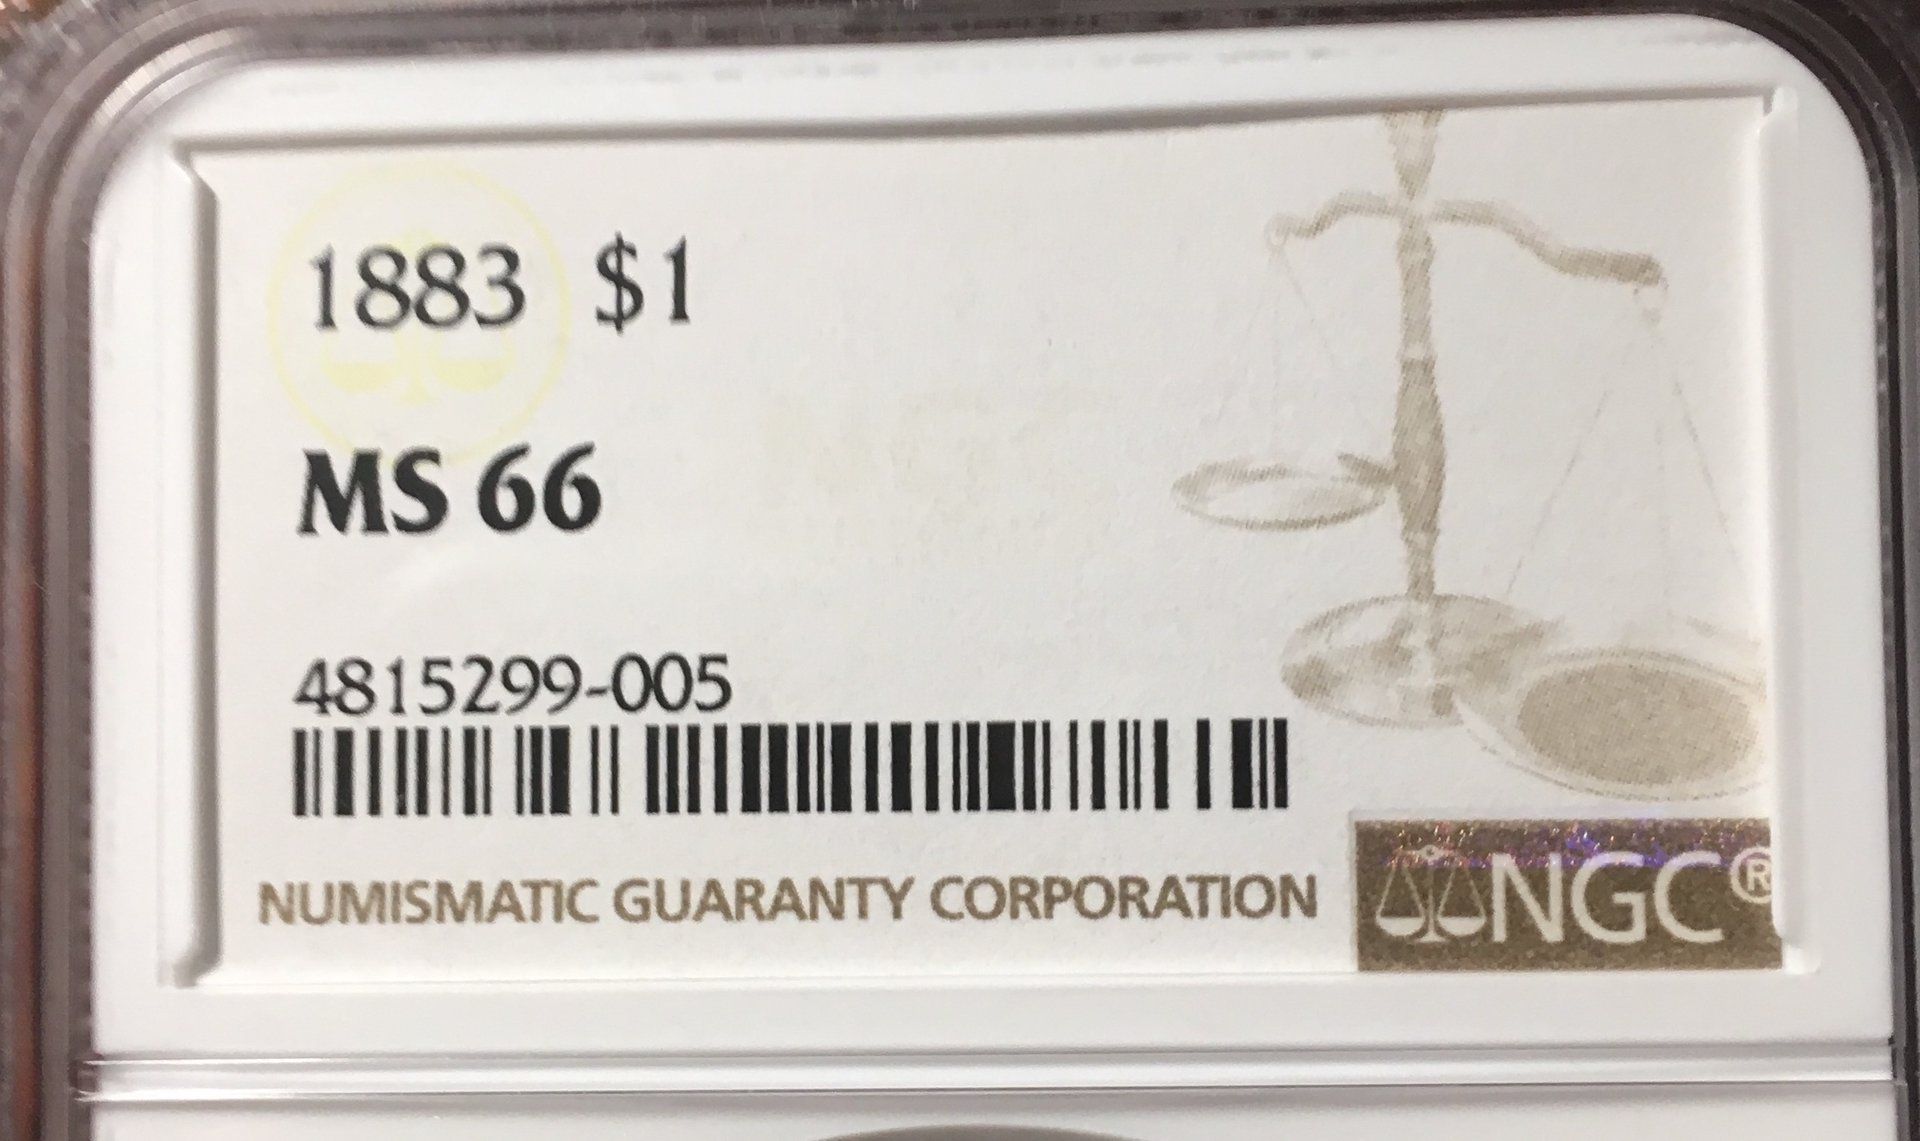 1883 $1
MS 66
4815299-005
NUMISMATIC GUARANTY CORPORATION
NGC®